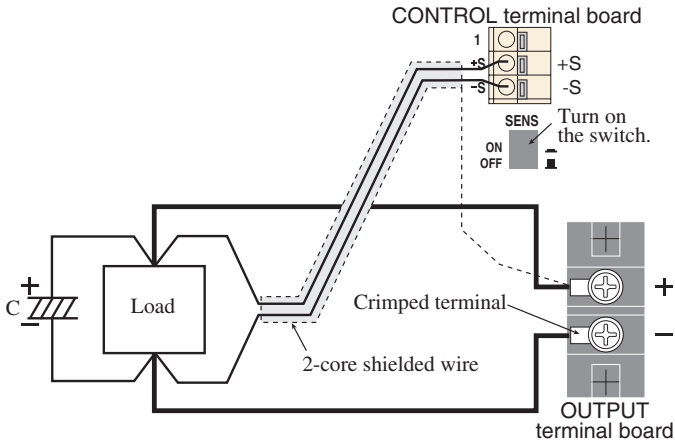 CONTROL terminal board
1
+S
+S
−S
-S
SENS
Turn on
the switch.
ON
OFF
+
C
−
Load
Crimped terminal
2-core shielded wire
+
−
OUTPUT
terminal board